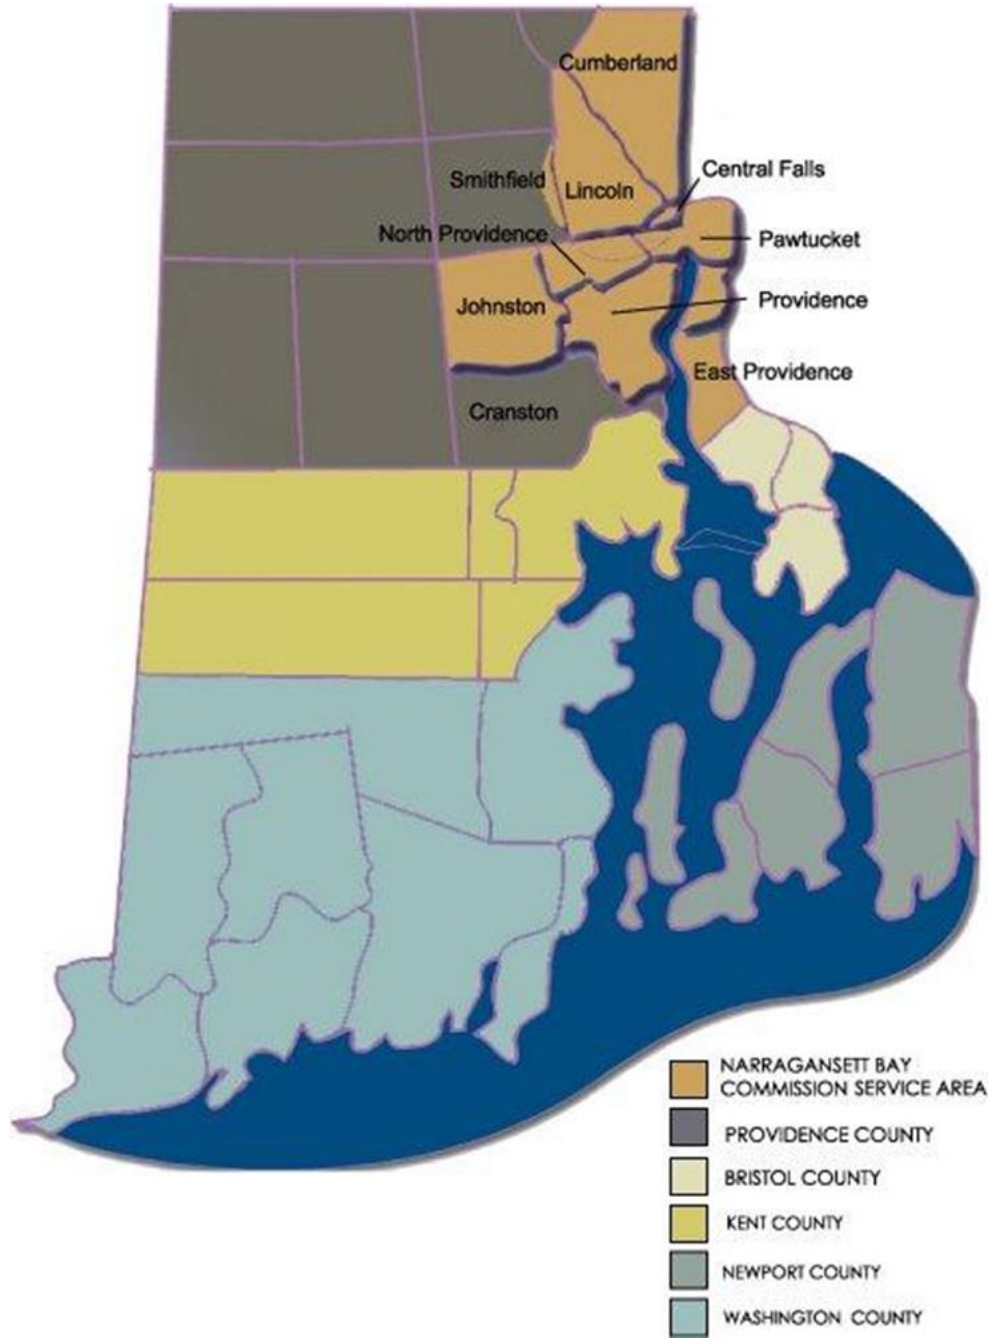 Cumberland
Central Falls
Smithfield
Lincoln
North Providence
Pawtucket
Johnston
Providence
East Providence
Cranston
NARRAGANSETT BAY
COMMISSION SERVICE AREA
PROVIDENCE COUNTY
BRISTOL COUNTY
KENT COUNTY
NEWPORT COUNTY
WASHINGTON COUNTY